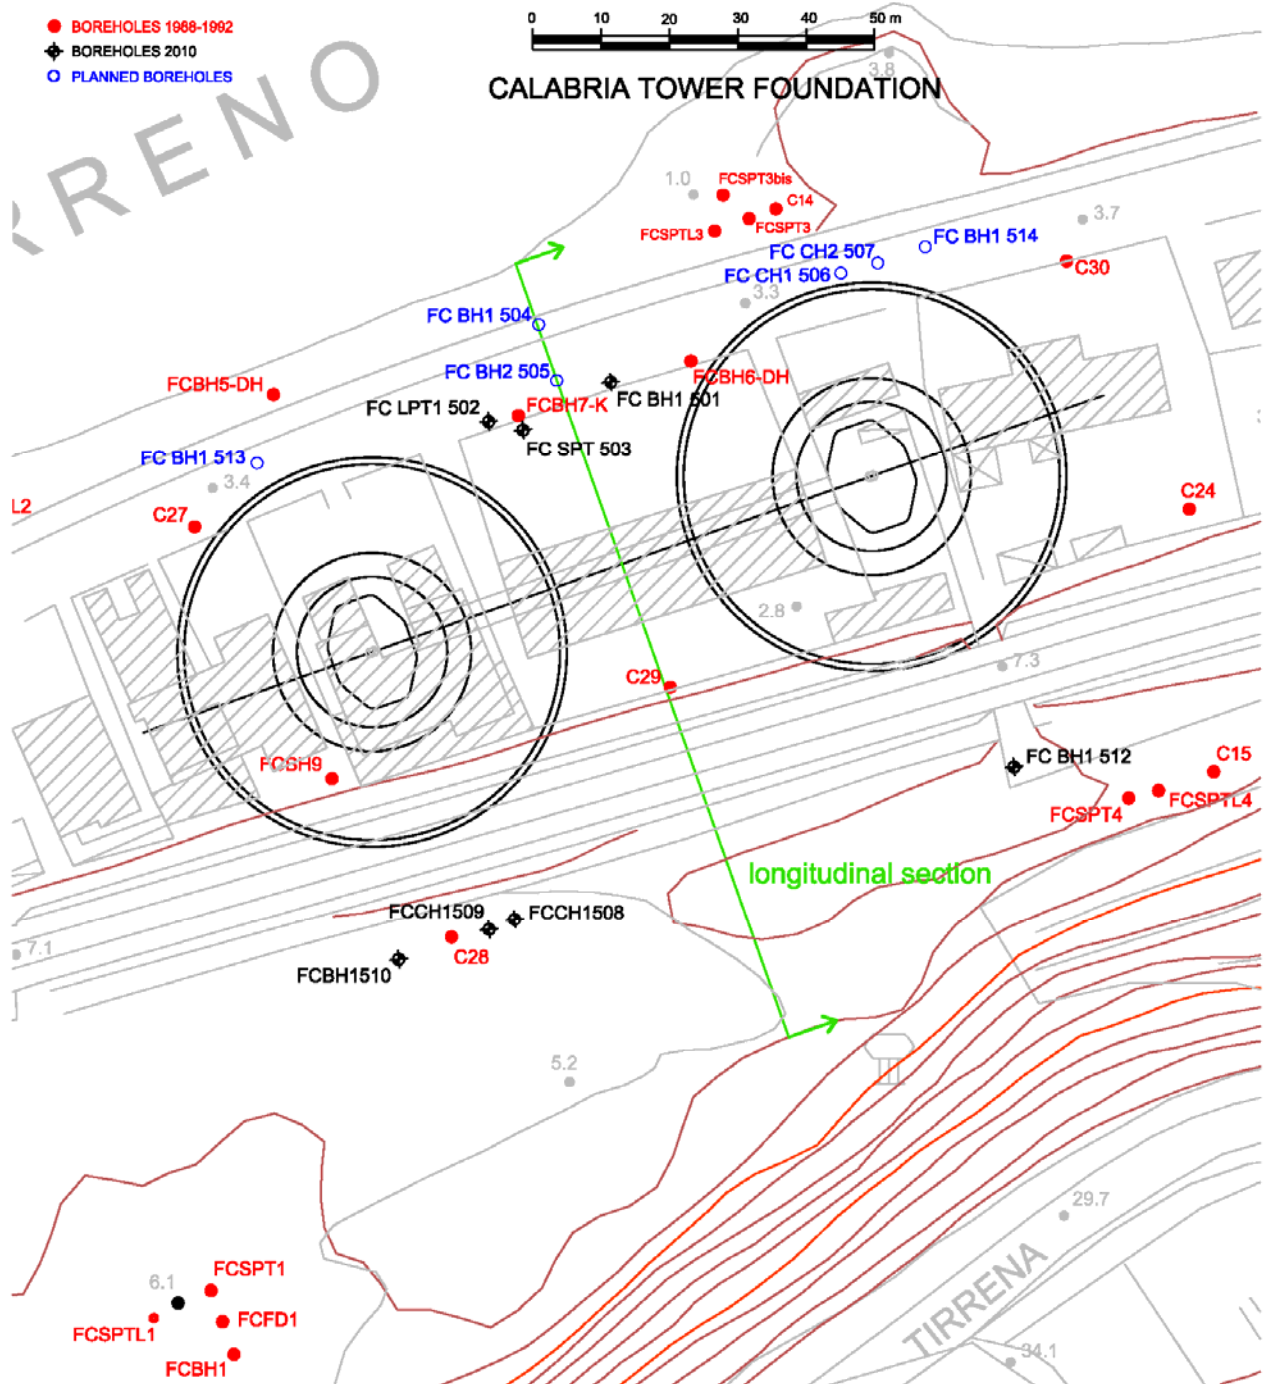 BOREHOLES 1988-1992
BOREHOLES 2010
PLANNED BOREHOLES
0 10 20 30 40 50 m
CALABRIA TOWER FOUNDATION
RRENO
3.8
1.0
FCSPT3bis
C14
FCSPTL3
FCSPT3
3.7
FC BH1 514
FC CH2 507
FC CH1 506
C30
3.3
FC BH1 504
FC BH2 505
FCBH5-DH
FCBH6-DH
FC BH1 501
FC LPT1 502
FCBH7-K
FC SPT 503
FC BH1 513
3.4
L2
C27
C24
2.8
7.3
C29
FCSH9
FC BH1 512
C15
FCSPTL4
FCSPT4
longitudinal section
FCCH1509
FCCH1508
7.1
C28
FCBH1510
5.2
29.7
TIRRENA
34.1
6.1
FCSPT1
FCSPTL1
FCFD1
FCBH1